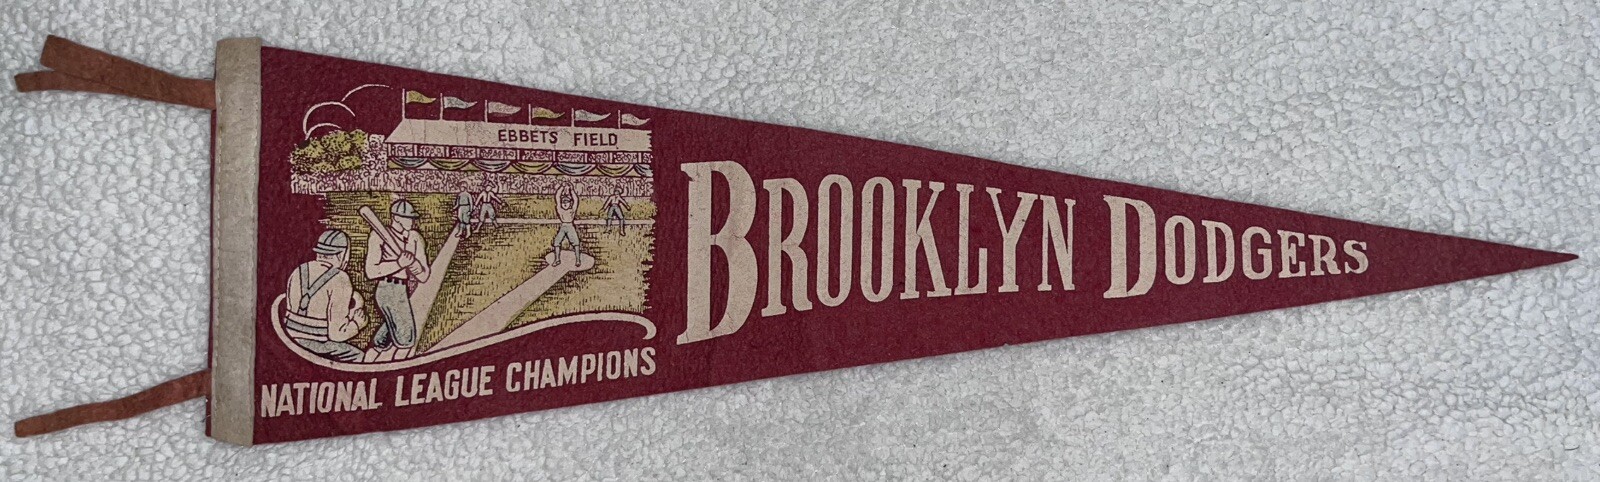 EBBETS FIELD
NATIONAL LEAGUE CHAMPIONS
BROOKLYN DODGERS